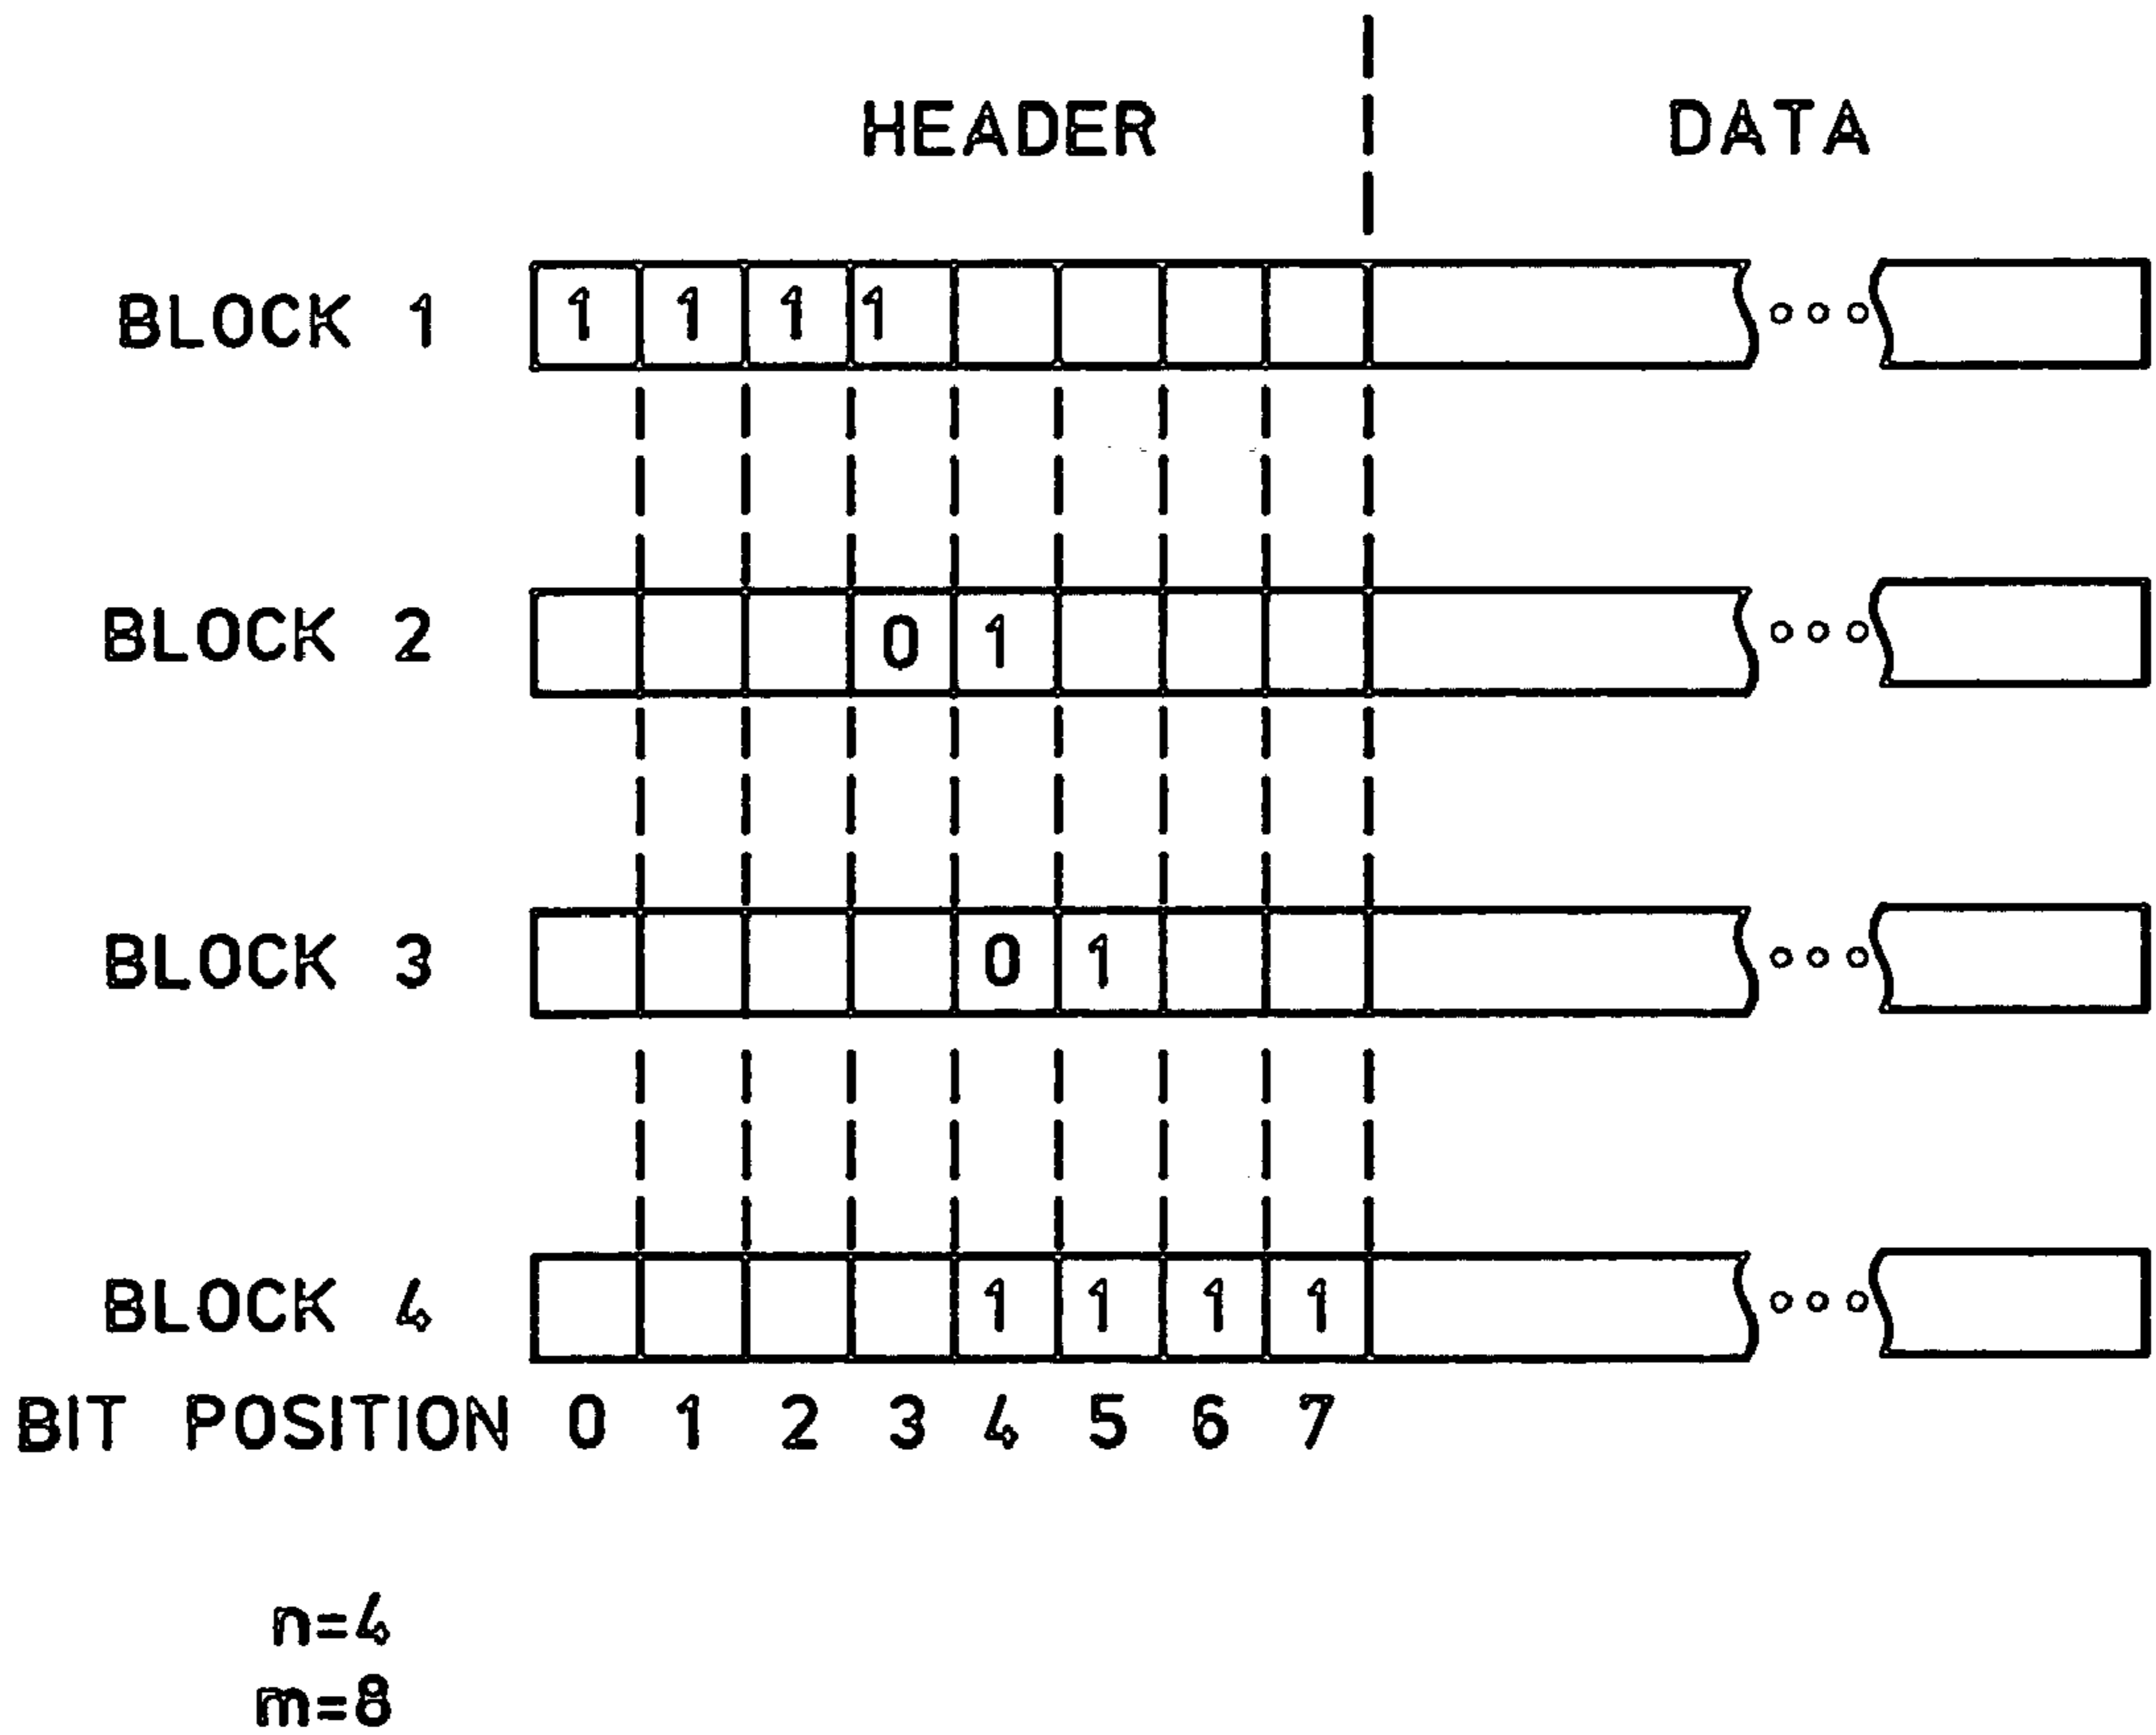 HEADER DATA
BLOCK 1 1 1 1 1
BLOCK 2 0 1
BLOCK 3 0 1
BLOCK 4 1 1 1 1
BIT POSITION 0 1 2 3 4 5 6 7
n=4
m=8